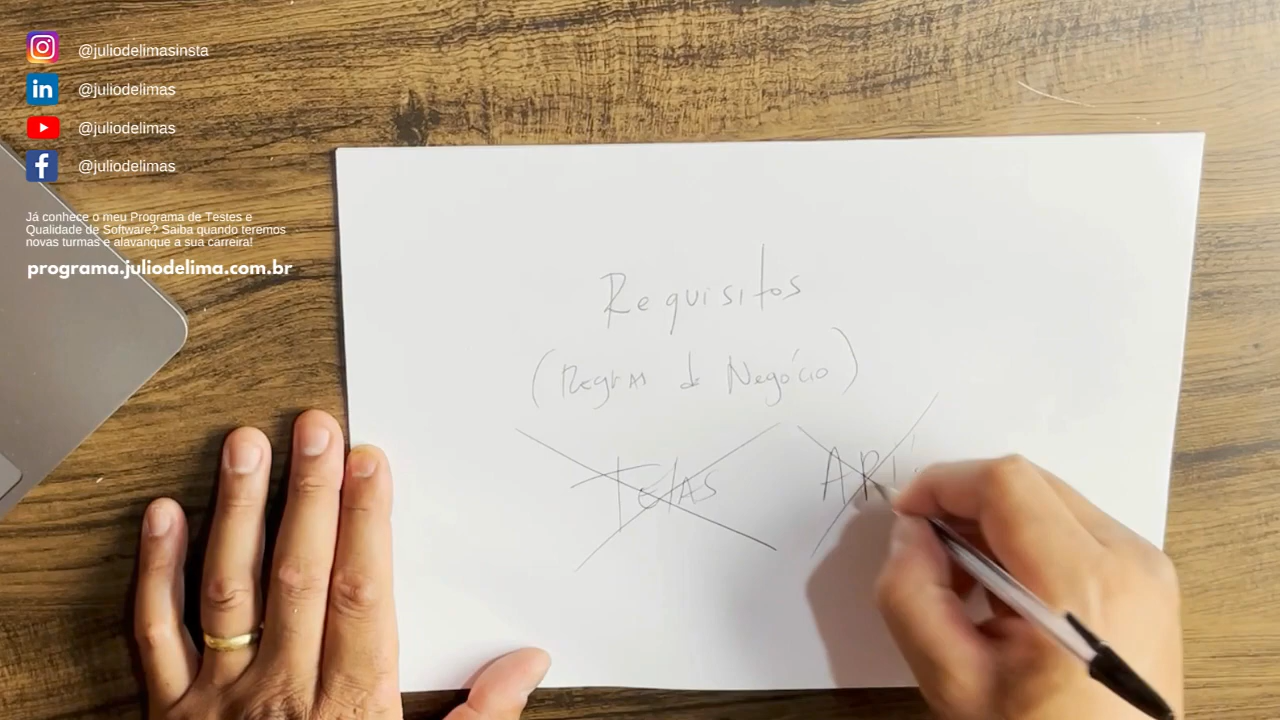 @juliodelimasinsta
@juliodelimas
@juliodelimas
@juliodelimas
Já conhece o meu Programa de Testes e
Qualidade de Software? Saiba quando teremos
novas turmas e alavanque a sua carreira!
programa.juliodelima.com.br
Requisitos
(Regras de Negócio)
Telas API